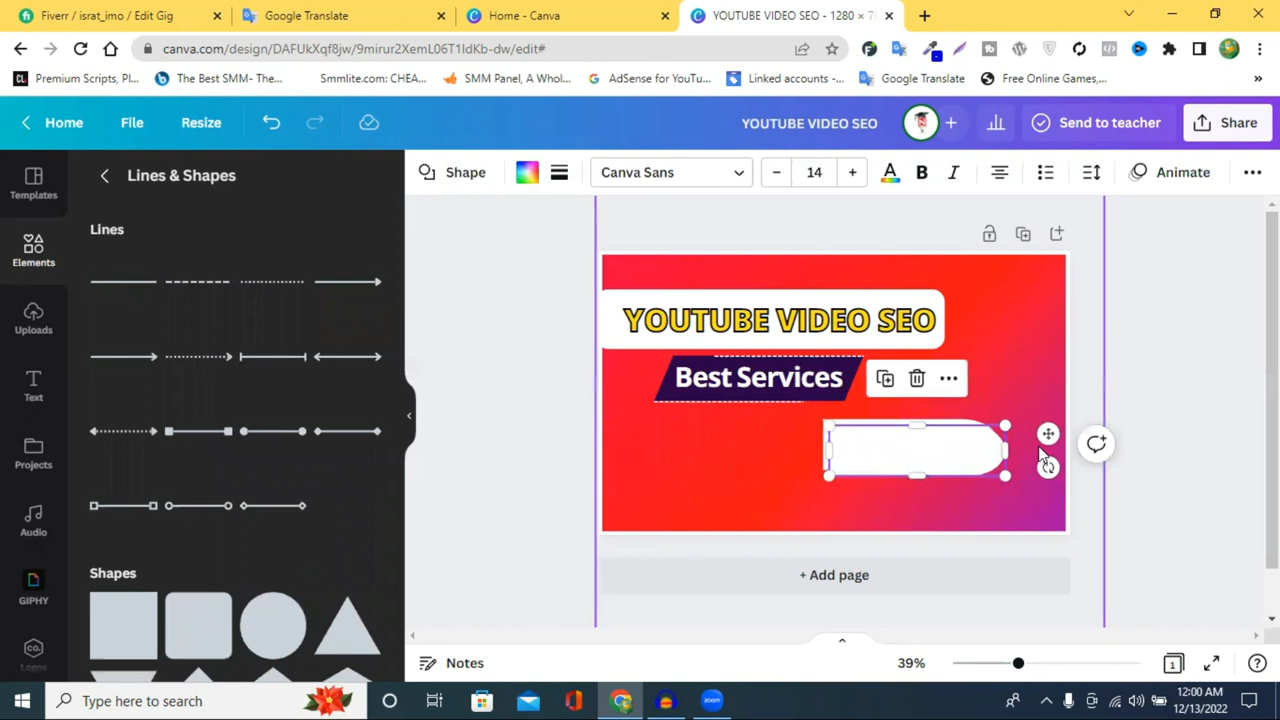 Fiverr / israt_imo / Edit Gig
Google Translate
Home - Canva
YOUTUBE VIDEO SEO - 1280 × 7
canva.com/design/DAFUkXqf8jw/9mirur2XemL06T1IdKb-dw/edit#
Premium Scripts, Pl...
The Best SMM- The...
Smmlite.com: CHEA...
SMM Panel, A Whol...
AdSense for YouTu...
Linked accounts -...
Google Translate
Free Online Games,...
Home
File
Resize
YOUTUBE VIDEO SEO
Send to teacher
Share
Templates
Elements
Uploads
Text
Projects
Audio
GIPHY
Logos
Lines & Shapes
Lines
Shapes
Shape
Canva Sans
14
B
I
Animate
YOUTUBE VIDEO SEO
Best Services
+ Add page
Notes
39%
1
Type here to search
zoom
12:00 AM
12/13/2022